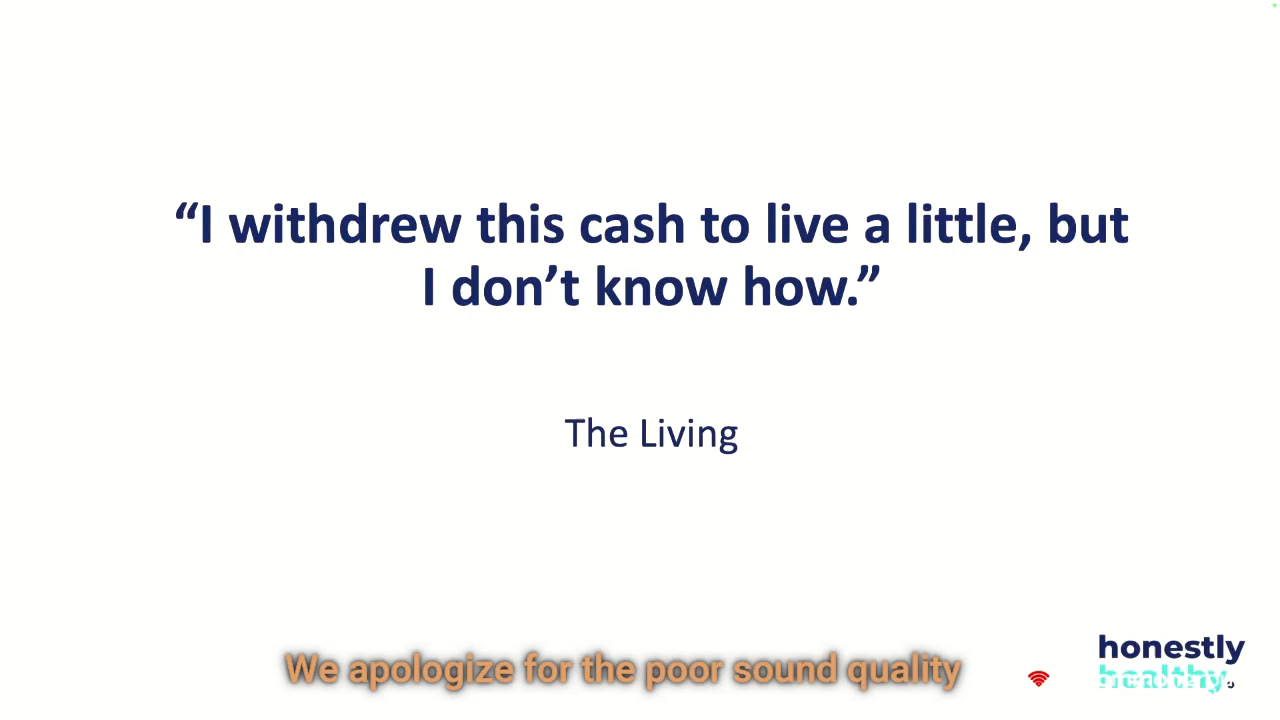 “I withdrew this cash to live a little, but
I don’t know how.”
The Living
We apologize for the poor sound quality
honestly
healthy.